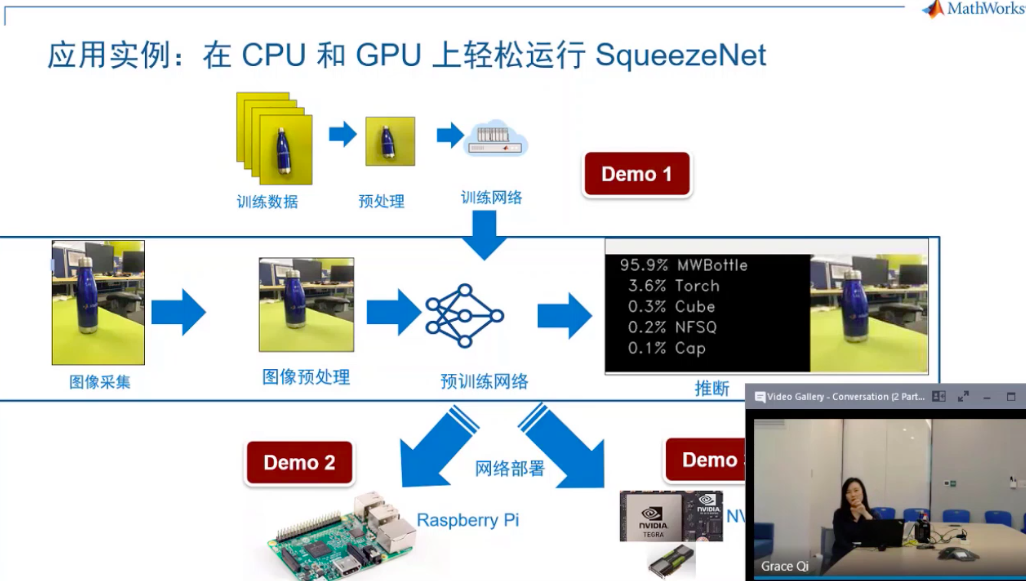 MathWorks
应用实例：在 CPU 和 GPU 上轻松运行 SqueezeNet
训练数据
预处理
训练网络
Demo 1
95.9% MWBottle
3.6% Torch
0.3% Cube
0.2% NFSQ
0.1% Cap
图像采集
图像预处理
预训练网络
推断
Video Gallery - Conversation (2 Part...
Demo 2
网络部署
Demo
Raspberry Pi
NVIDIA
TEGRA
NVIDIA
NV
Grace Qi